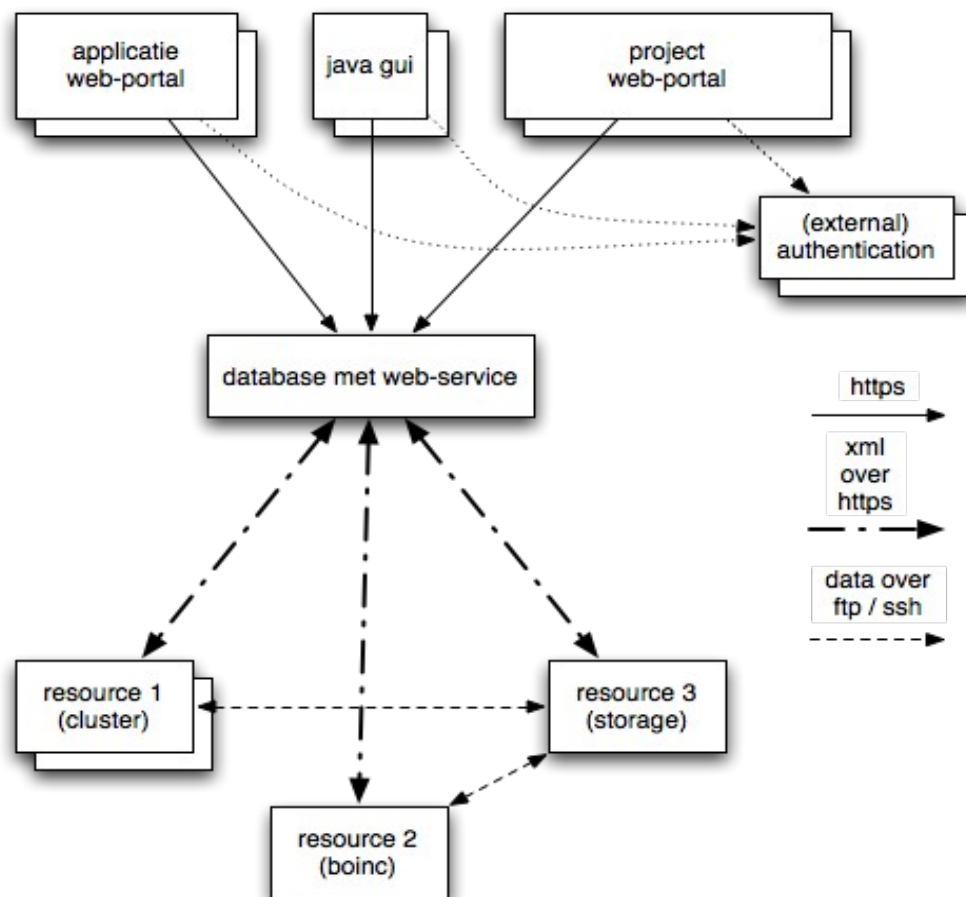 applicatie
web-portal
java gui
project
web-portal
(external)
authentication
database met web-service
https
xml
over
https
data over
ftp / ssh
resource 1
(cluster)
resource 3
(storage)
resource 2
(boinc)